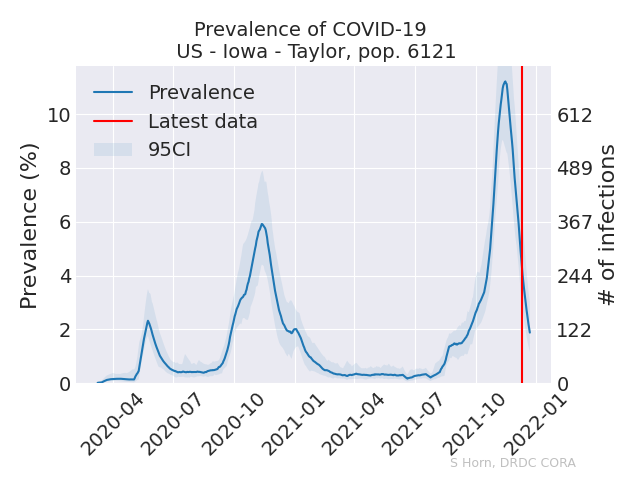 Prevalence of COVID-19
US - Iowa - Taylor, pop. 6121
Prevalence
Latest data
95CI
Prevalence (%)
10
8
6
4
2
0
# of infections
612
489
367
244
122
0
2020-04
2020-07
2020-10
2021-01
2021-04
2021-07
2021-10
2022-01
S Horn, DRDC CORA